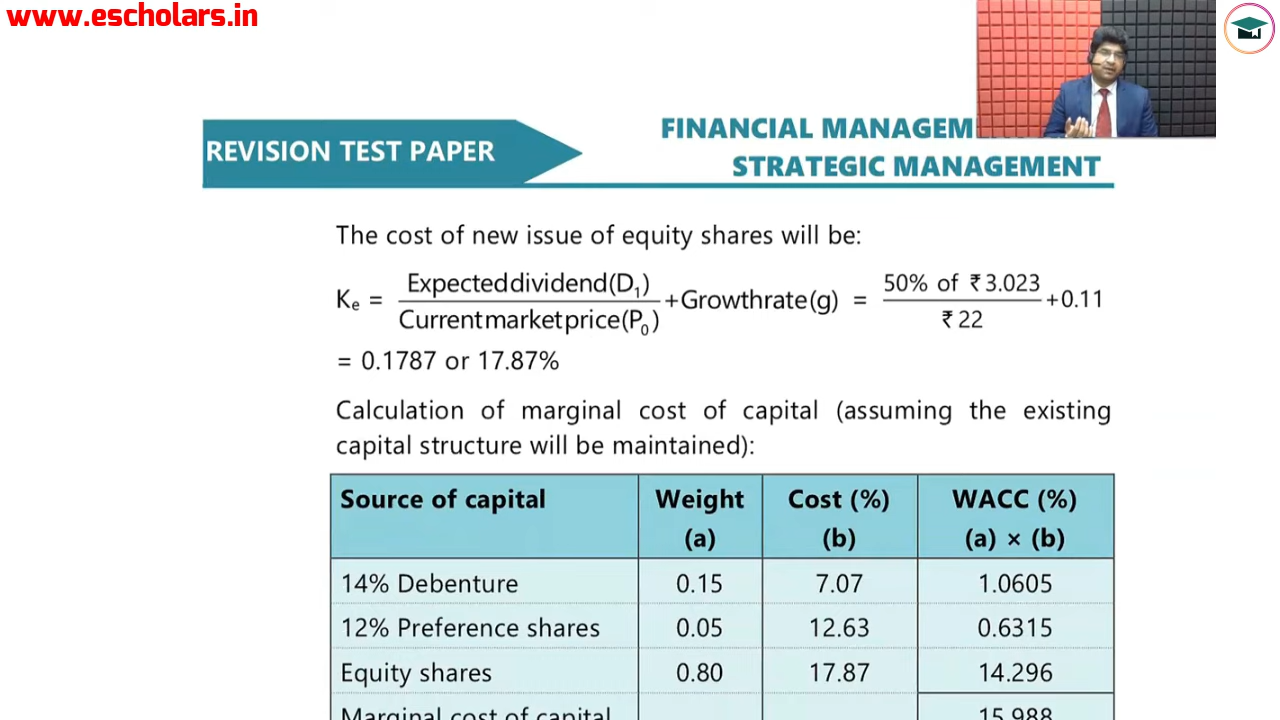 www.escholars.in
REVISION TEST PAPER
FINANCIAL MANAGEM
STRATEGIC MANAGEMENT
The cost of new issue of equity shares will be:
Ke = Expecteddividend(D1) / Currentmarketprice(P0) +Growthrate(g) = 50% of ₹3.023 / ₹22 +0.11
= 0.1787 or 17.87%
Calculation of marginal cost of capital (assuming the existing
capital structure will be maintained):
Source of capital Weight (a) Cost (%) (b) WACC (%) (a) × (b)
14% Debenture 0.15 7.07 1.0605
12% Preference shares 0.05 12.63 0.6315
Equity shares 0.80 17.87 14.296
Marginal cost of capital 15.988